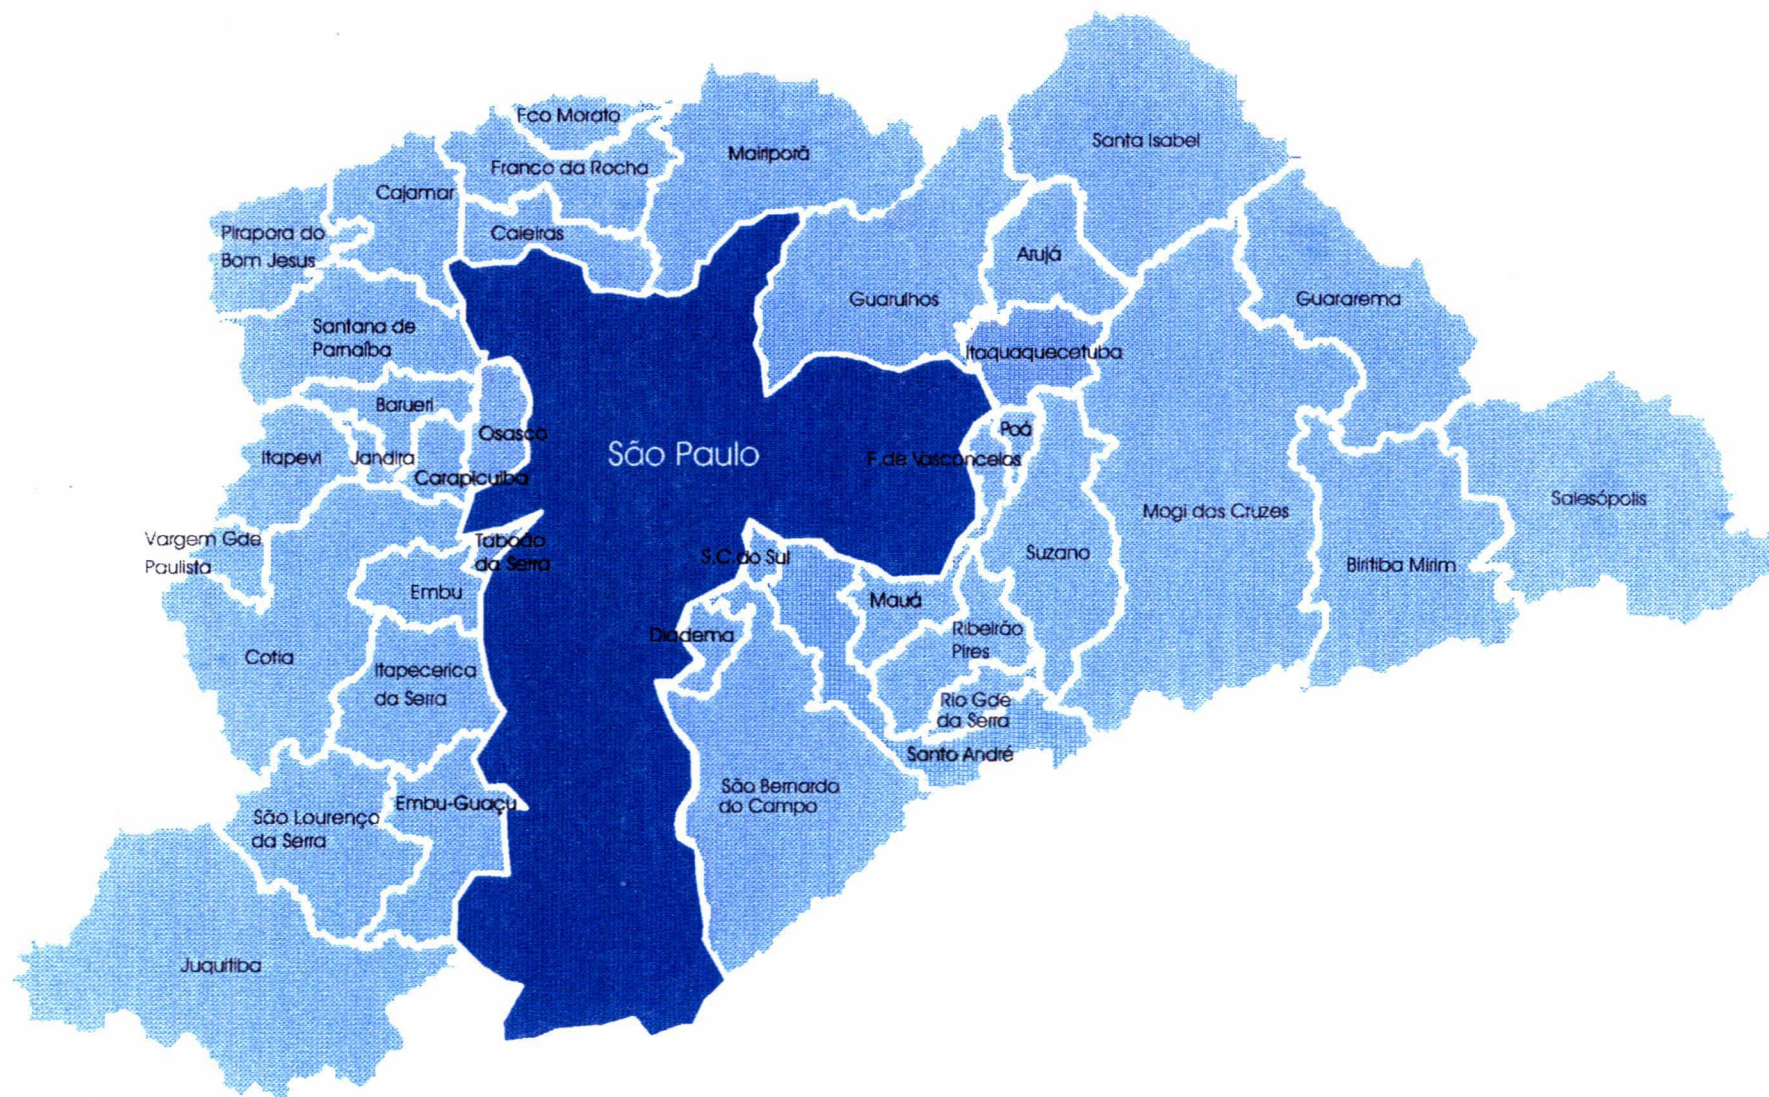 Fco Morato
Santa Isabel
Mairiporã
Franco da Rocha
Cajamar
Pirapora do
Bom Jesus
Caieiras
Arujá
Guarulhos
Guararema
Santana de
Parnaíba
Itaquaquecetuba
Barueri
Osasco
São Paulo
Poá
Itapevi
Jandira
F.de Vasconcelos
Carapicuíba
Salesópolis
Mogi das Cruzes
Vargem Gde
Paulista
Taboão
da Serra
S.C.do Sul
Suzano
Biritiba Mirim
Embu
Mauá
Diadema
Ribeirão
Pires
Cotia
Itapecerica
da Serra
Rio Gde
da Serra
Santo André
São Bernardo
do Campo
Embu-Guaçu
São Lourenço
da Serra
Juquitiba